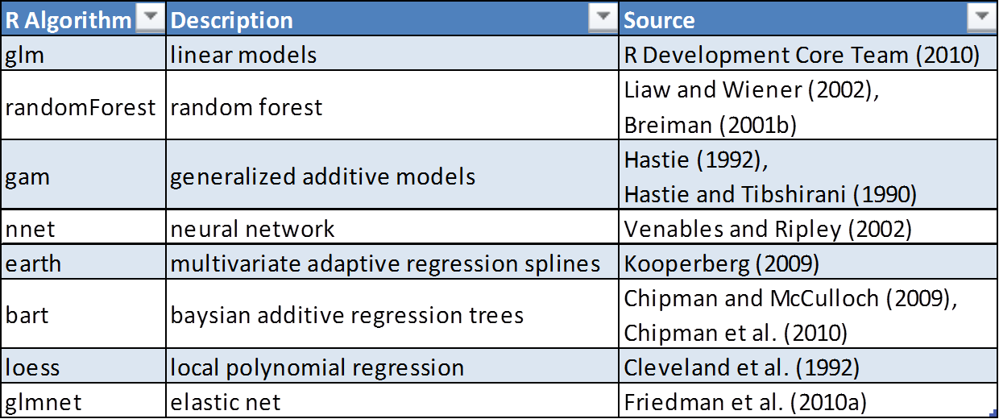 R Algorithm Description Source
glm linear models R Development Core Team (2010)
randomForest random forest Liaw and Wiener (2002),
Breiman (2001b)
gam generalized additive models Hastie (1992),
Hastie and Tibshirani (1990)
nnet neural network Venables and Ripley (2002)
earth multivariate adaptive regression splines Kooperberg (2009)
bart baysian additive regression trees Chipman and McCulloch (2009),
Chipman et al. (2010)
loess local polynomial regression Cleveland et al. (1992)
glmnet elastic net Friedman et al. (2010a)